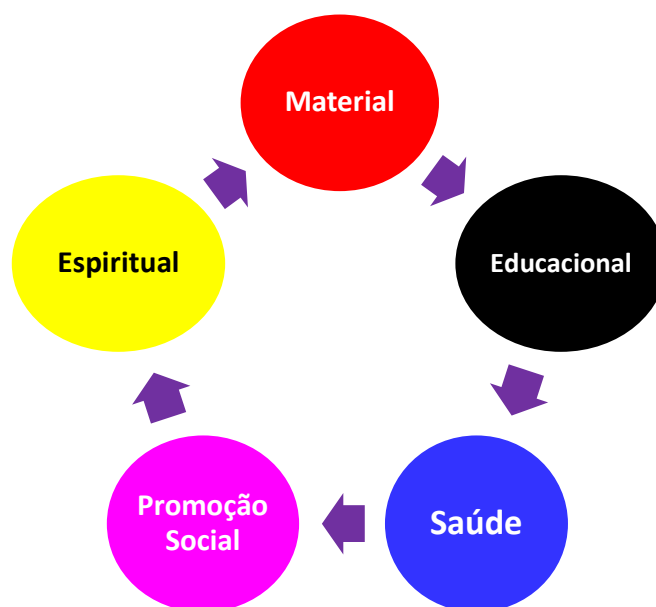 Material
Educacional
Saúde
Promoção
Social
Espiritual